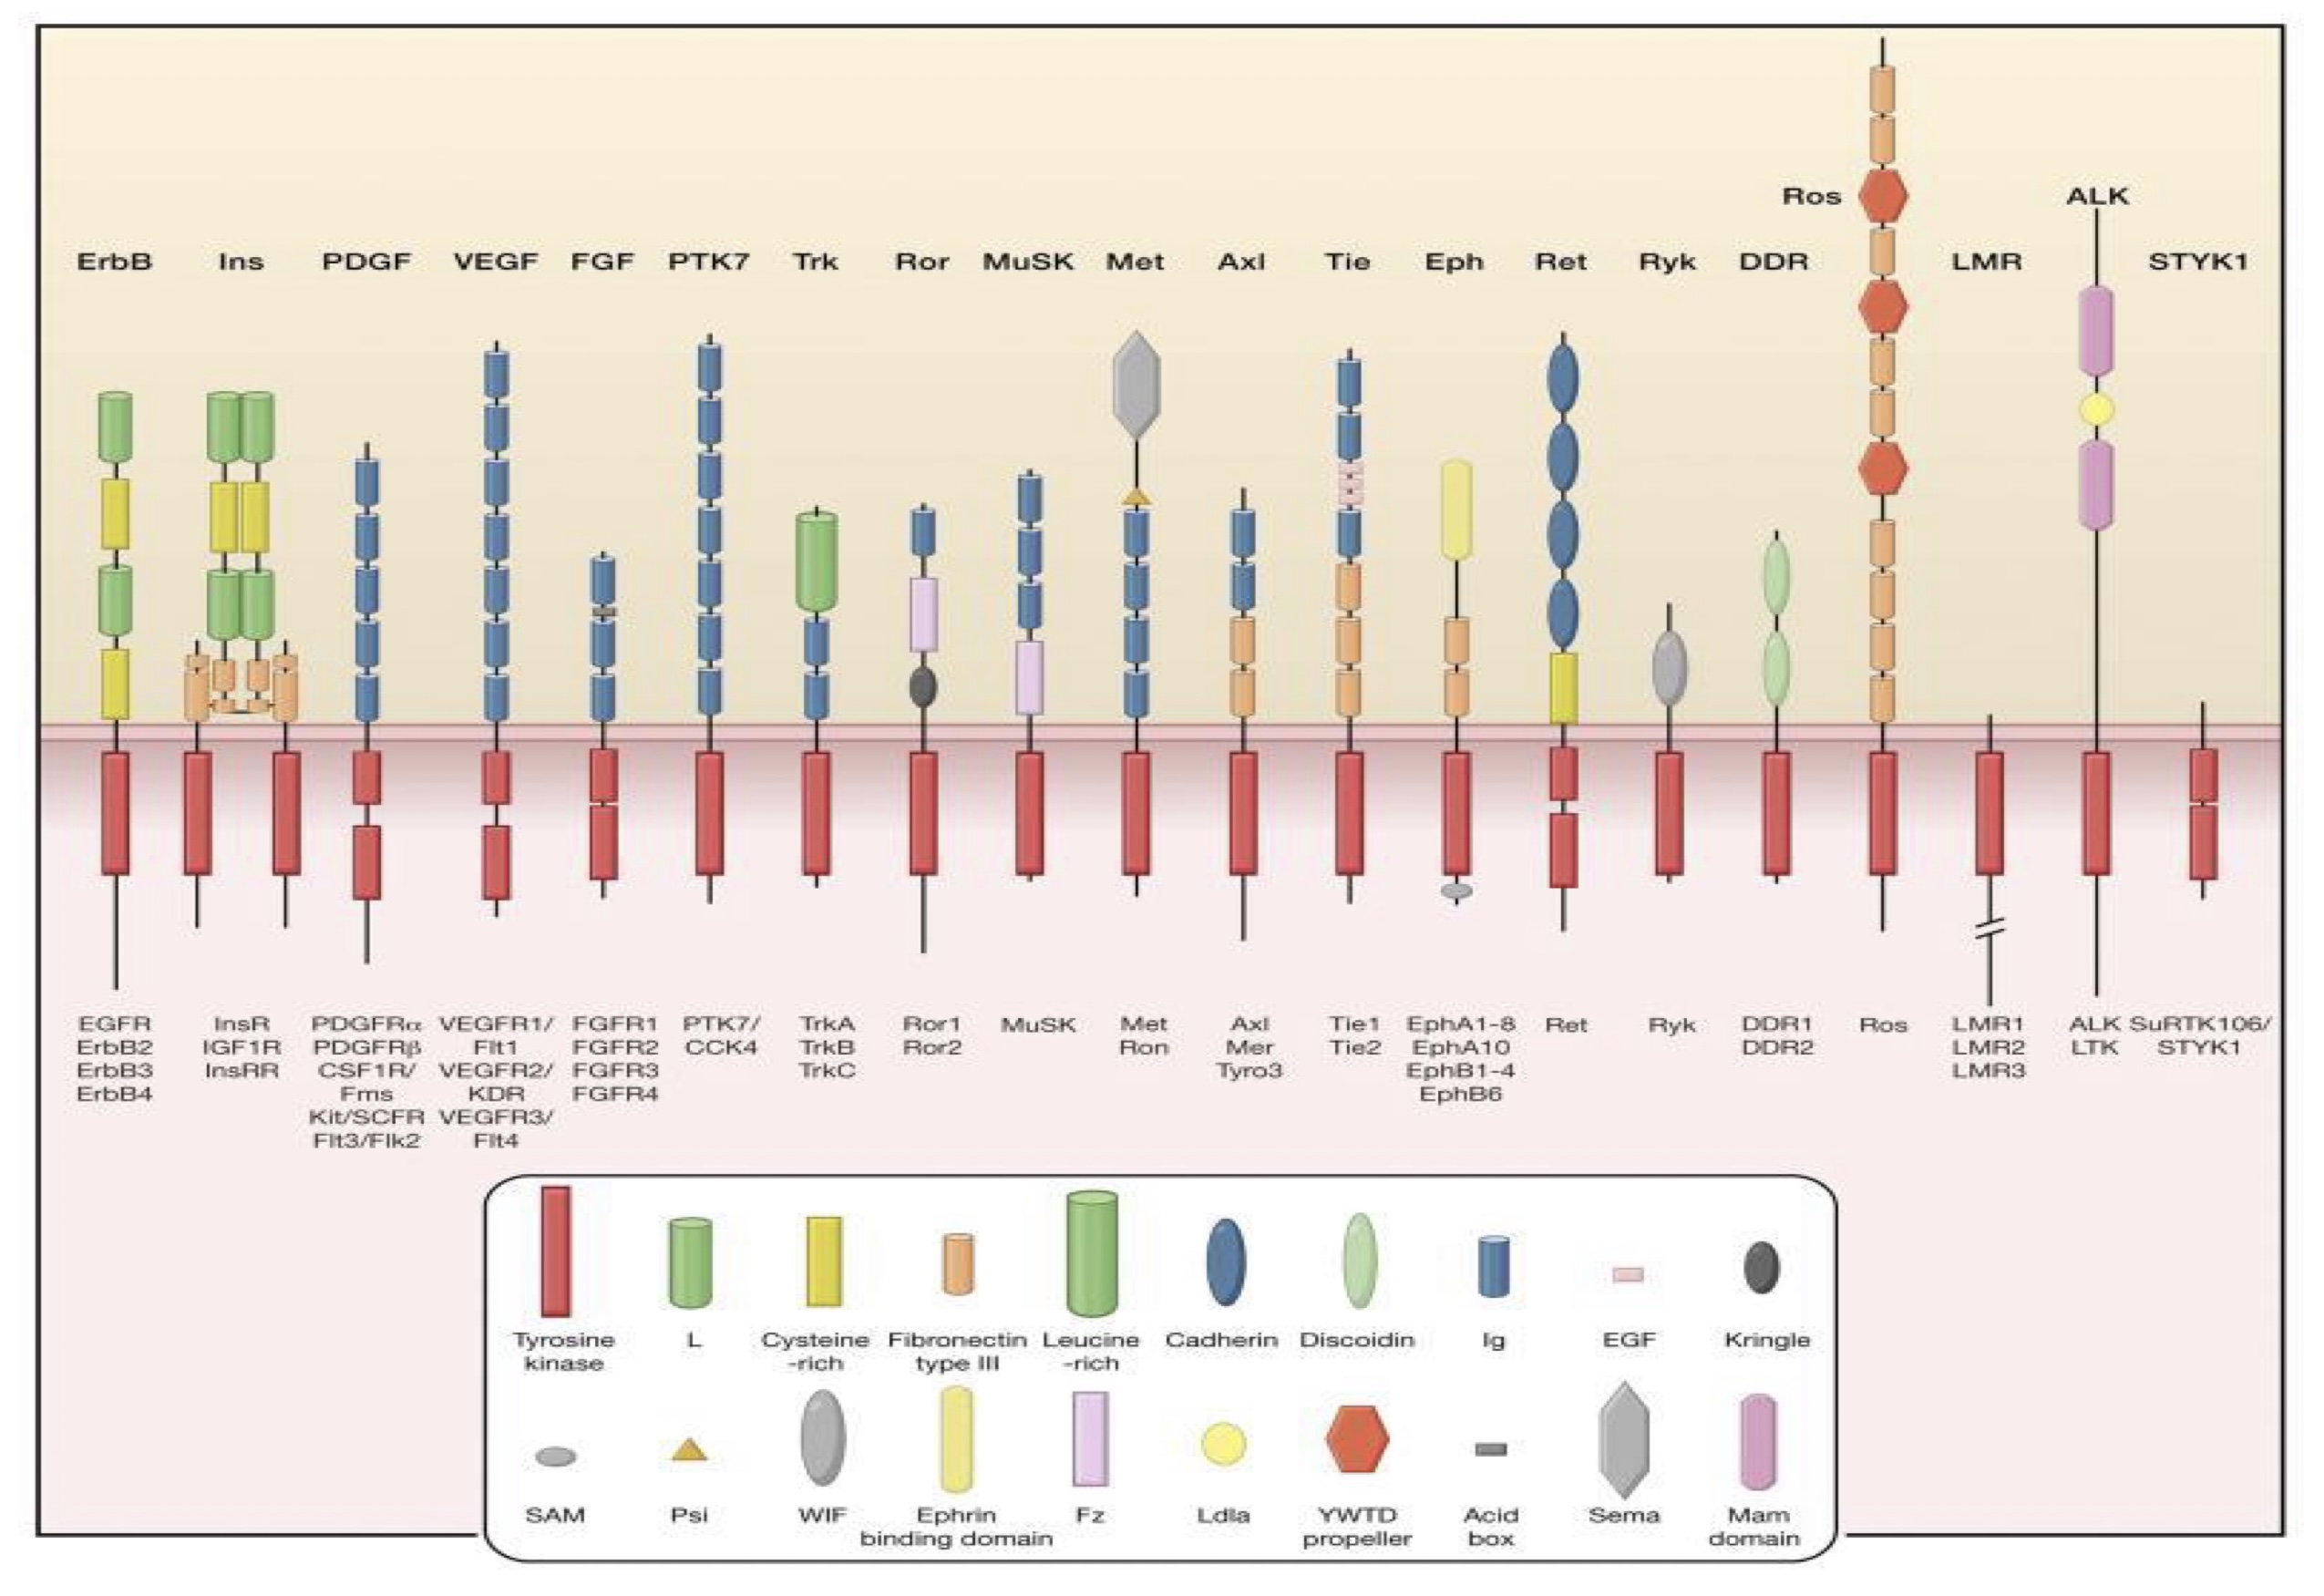 Ros
ALK
ErbB
Ins
PDGF
VEGF
FGF
PTK7
Trk
Ror
MuSK
Met
Axl
Tie
Eph
Ret
Ryk
DDR
LMR
STYK1
EGFR
ErbB2
ErbB3
ErbB4
InsR
IGF1R
InsRR
PDGFRα
PDGFRβ
CSF1R/
Fms
Kit/SCFR
Flt3/Flk2
VEGFR1/
Flt1
VEGFR2/
KDR
VEGFR3/
Flt4
FGFR1
FGFR2
FGFR3
FGFR4
PTK7/
CCK4
TrkA
TrkB
TrkC
Ror1
Ror2
MuSK
Met
Ron
Axl
Mer
Tyro3
Tie1
Tie2
EphA1-8
EphA10
EphB1-4
EphB6
Ret
Ryk
DDR1
DDR2
Ros
LMR1
LMR2
LMR3
ALK
LTK
SuRTK106/
STYK1
Tyrosine
kinase
L
Cysteine
-rich
Fibronectin
type III
Leucine
-rich
Cadherin
Discoidin
Ig
EGF
Kringle
SAM
Psi
WIF
Ephrin
binding domain
Fz
Ldla
YWTD
propeller
Acid
box
Sema
Mam
domain